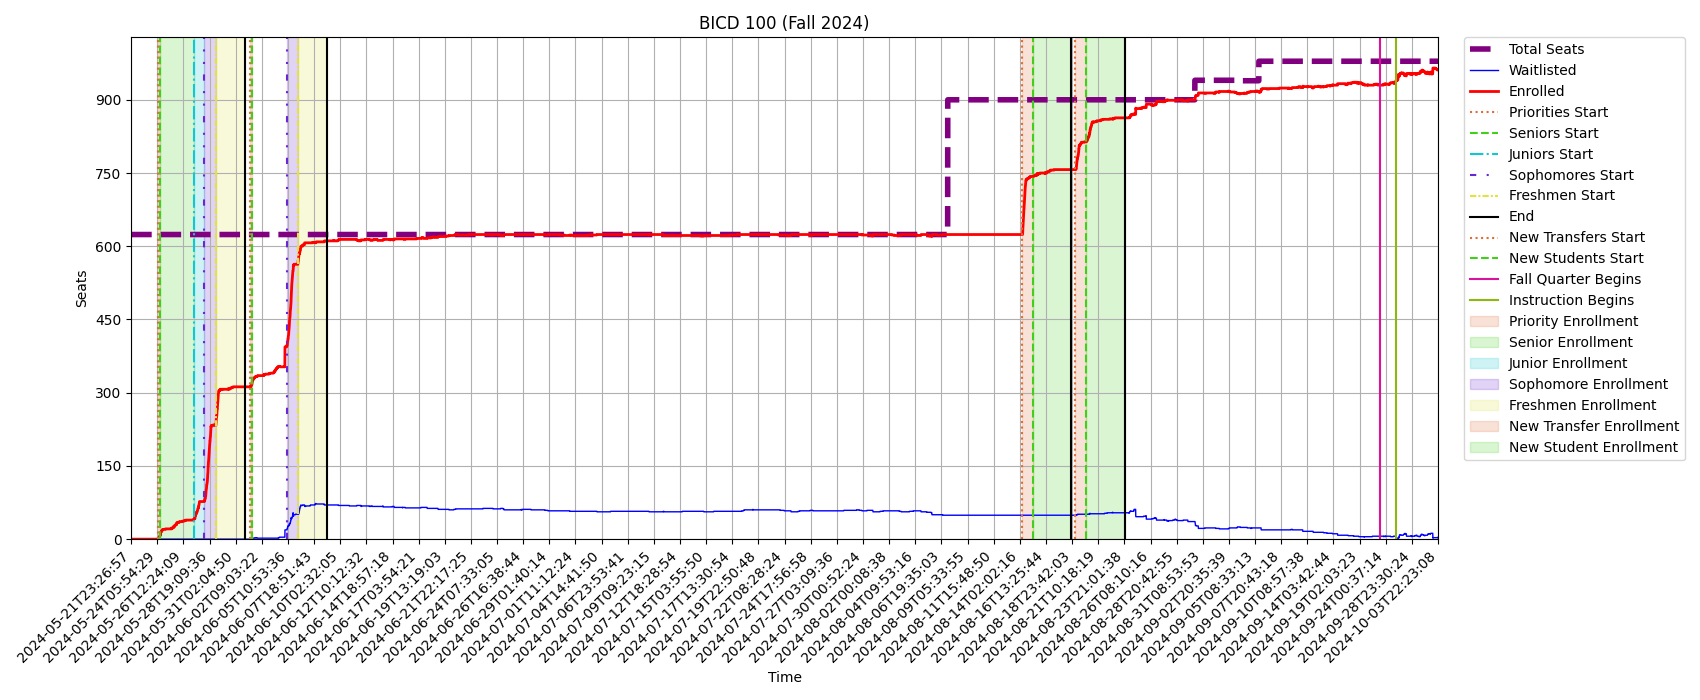 BICD 100 (Fall 2024)
Seats
900
750
600
450
300
150
0
2024-05-21T23:26:57
2024-05-24T05:54:29
2024-05-26T12:24:09
2024-05-28T19:09:36
2024-05-31T02:04:50
2024-06-02T09:03:22
2024-06-05T10:53:36
2024-06-07T18:51:43
2024-06-10T02:32:05
2024-06-12T10:12:32
2024-06-14T18:57:18
2024-06-17T03:54:21
2024-06-19T13:19:03
2024-06-21T22:17:25
2024-06-24T07:33:05
2024-06-26T16:38:44
2024-06-29T01:40:14
2024-07-01T11:12:24
2024-07-04T14:41:50
2024-07-06T23:53:41
2024-07-09T09:23:15
2024-07-12T18:28:54
2024-07-15T03:55:50
2024-07-17T13:30:54
2024-07-19T22:50:48
2024-07-22T08:28:24
2024-07-24T17:56:58
2024-07-27T03:09:36
2024-07-30T09:52:24
2024-08-02T00:08:38
2024-08-04T09:53:16
2024-08-06T19:35:03
2024-08-09T05:33:55
2024-08-11T15:48:50
2024-08-14T02:02:16
2024-08-16T13:25:44
2024-08-18T23:42:03
2024-08-21T10:18:19
2024-08-23T21:01:38
2024-08-26T08:10:16
2024-08-28T20:42:55
2024-08-31T08:53:53
2024-09-02T20:35:39
2024-09-05T08:33:13
2024-09-07T20:43:18
2024-09-10T08:57:38
2024-09-14T03:42:44
2024-09-19T02:03:23
2024-09-24T00:37:14
2024-09-28T23:30:24
2024-10-03T22:23:08
Time
Total Seats
Waitlisted
Enrolled
Priorities Start
Seniors Start
Juniors Start
Sophomores Start
Freshmen Start
End
New Transfers Start
New Students Start
Fall Quarter Begins
Instruction Begins
Priority Enrollment
Senior Enrollment
Junior Enrollment
Sophomore Enrollment
Freshmen Enrollment
New Transfer Enrollment
New Student Enrollment